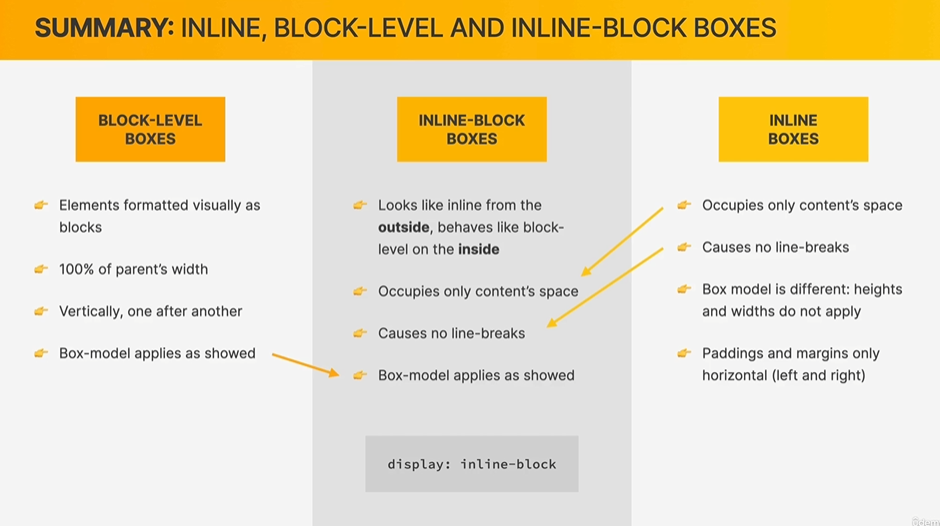 SUMMARY: INLINE, BLOCK-LEVEL AND INLINE-BLOCK BOXES
BLOCK-LEVEL
BOXES
Elements formatted visually as
blocks
100% of parent's width
Vertically, one after another
Box-model applies as showed
INLINE-BLOCK
BOXES
Looks like inline from the
outside, behaves like block-
level on the inside
Occupies only content's space
Causes no line-breaks
Box-model applies as showed
display: inline-block
INLINE
BOXES
Occupies only content's space
Causes no line-breaks
Box model is different: heights
and widths do not apply
Paddings and margins only
horizontal (left and right)